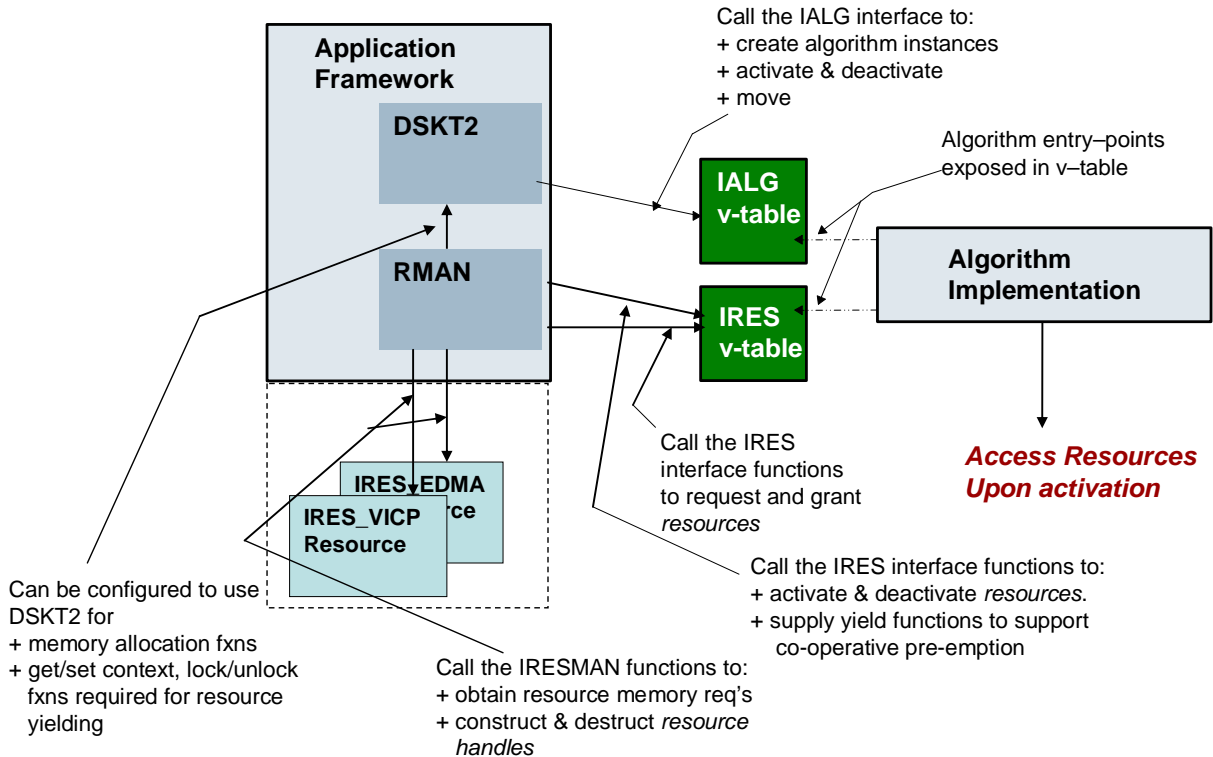 Call the IALG interface to:
+ create algorithm instances
+ activate & deactivate
+ move
Application
Framework
DSKT2
Algorithm entry–points
exposed in v–table
IALG
v-table
RMAN
Algorithm
Implementation
IRES
v-table
Call the IRES
interface functions
to request and grant
resources
Access Resources
Upon activation
IRES_EDMA
rce
IRES_VICP
Resource
Call the IRES interface functions to:
+ activate & deactivate resources.
+ supply yield functions to support
co-operative pre-emption
Can be configured to use
DSKT2 for
+ memory allocation fxns
+ get/set context, lock/unlock
fxns required for resource
yielding
Call the IRESMAN functions to:
+ obtain resource memory req's
+ construct & destruct resource
handles